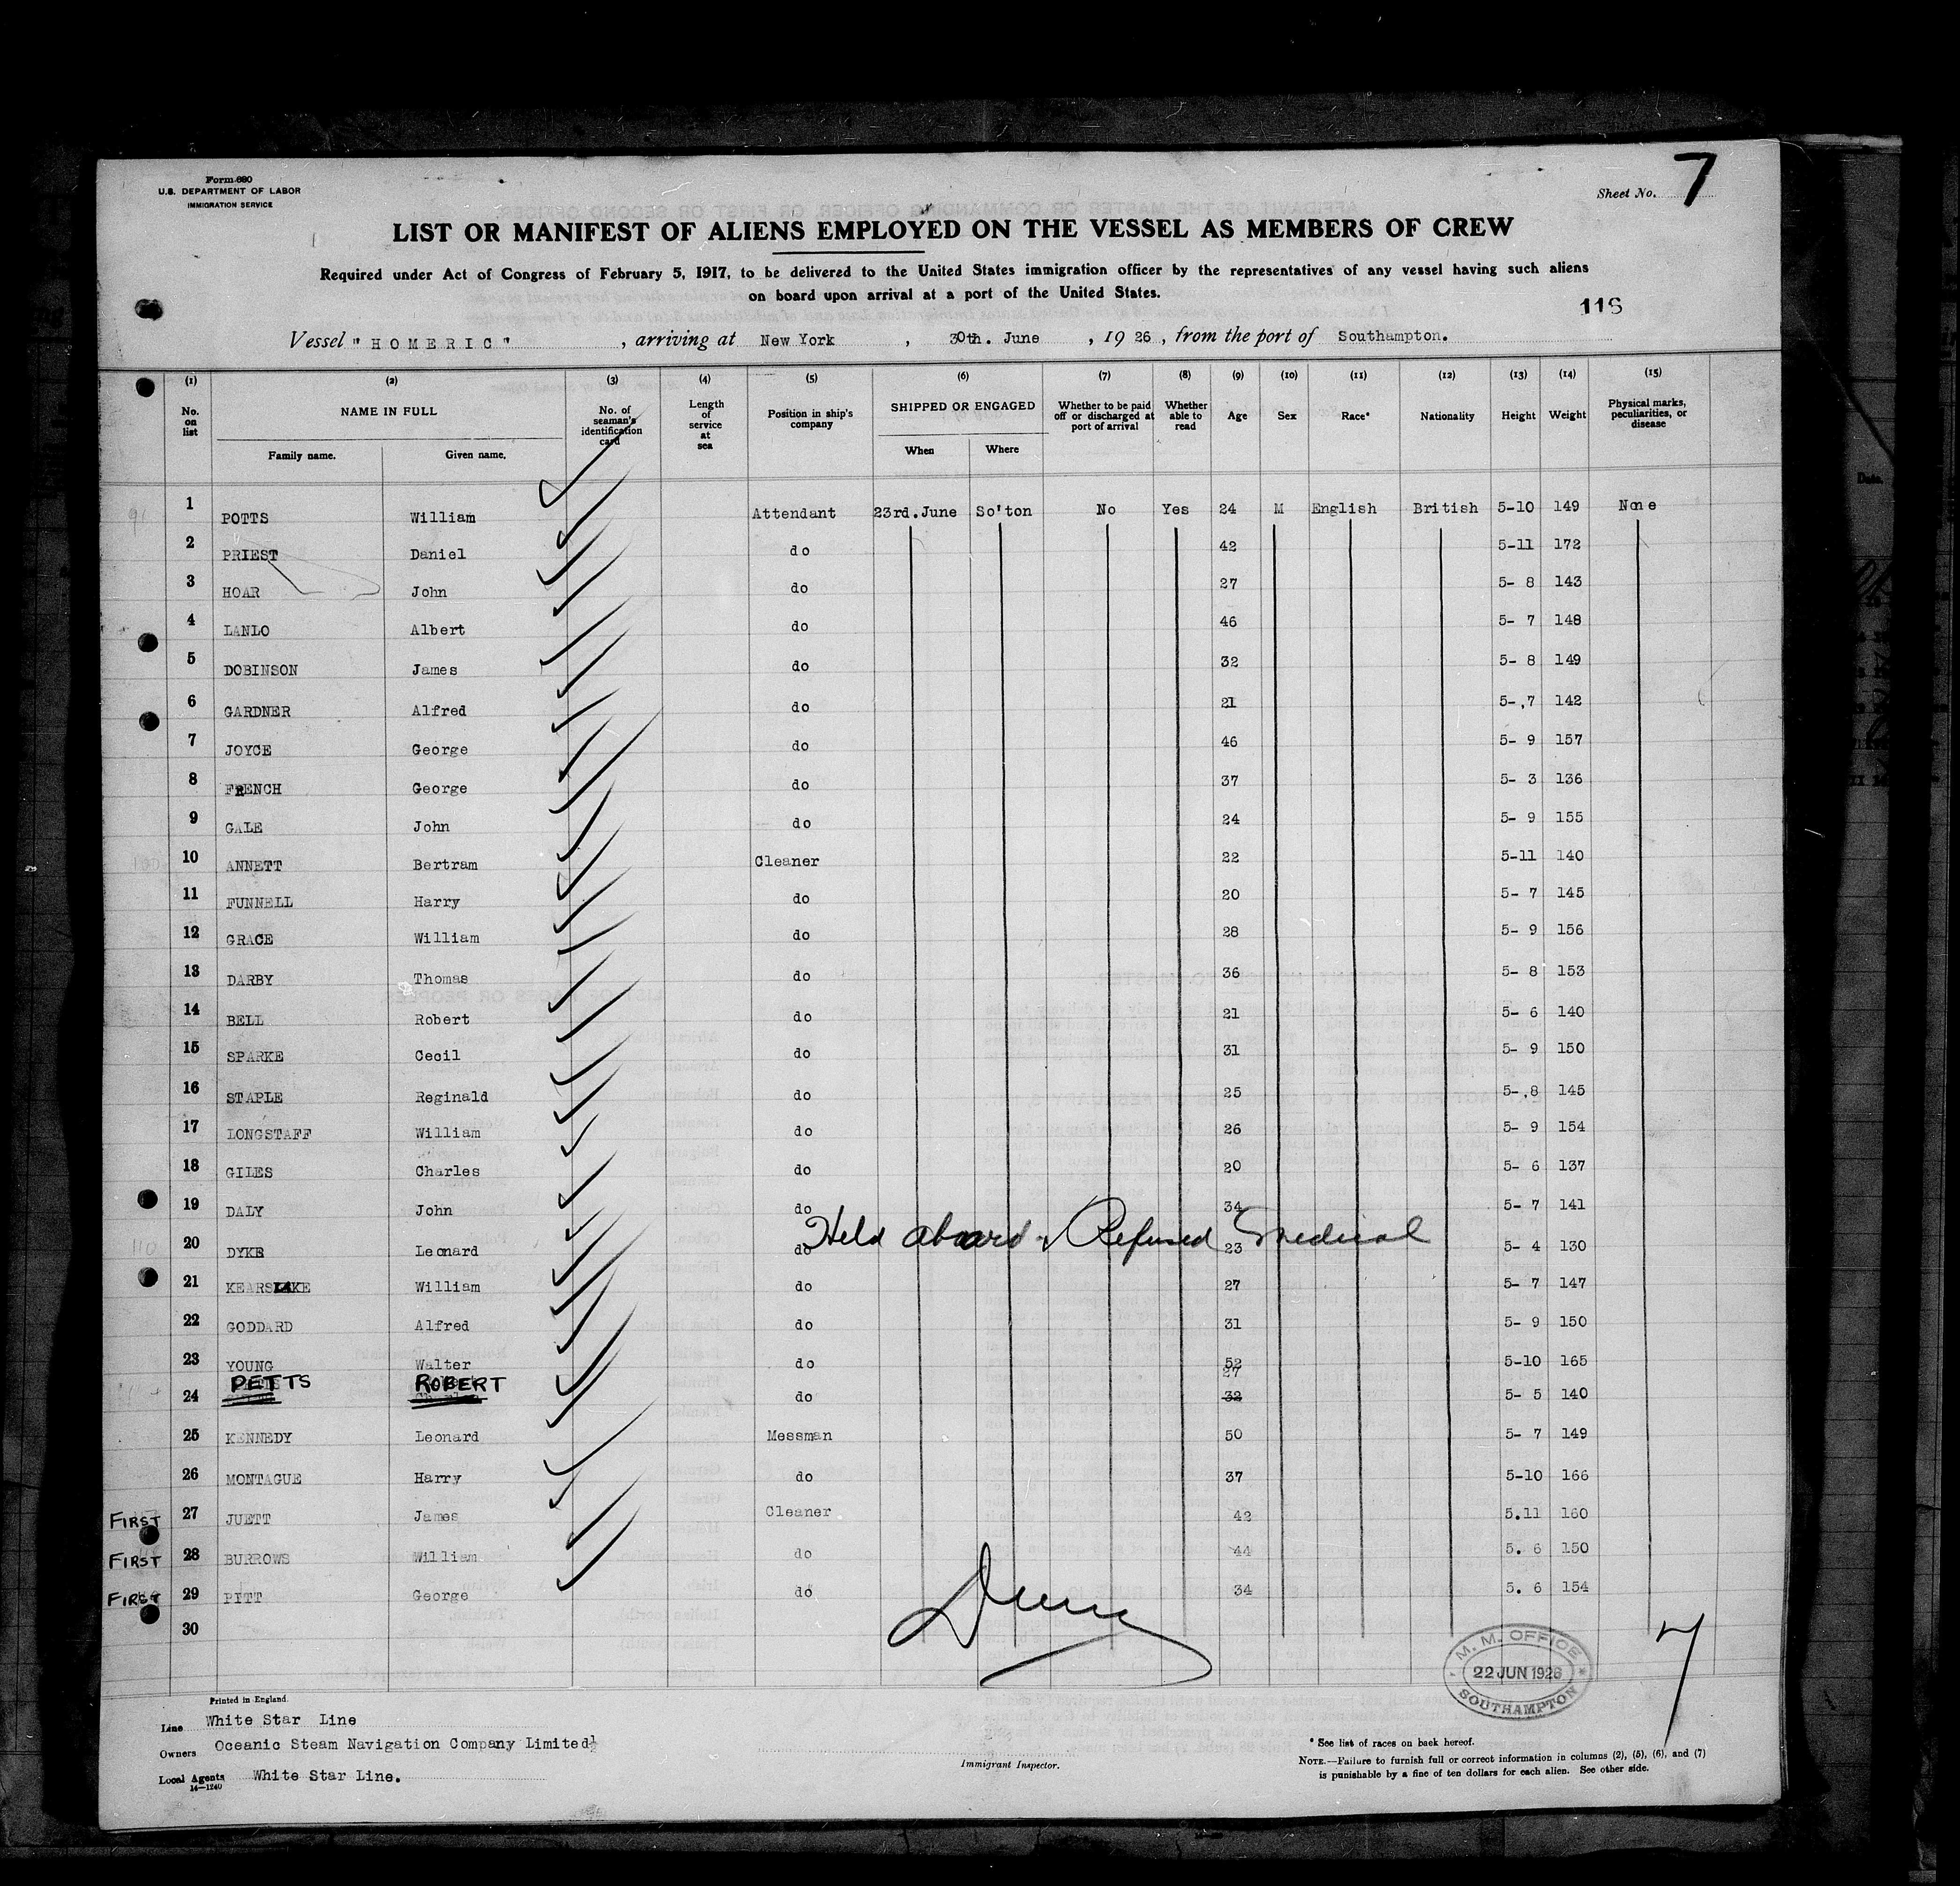 Form 680
U.S. DEPARTMENT OF LABOR
IMMIGRATION SERVICE
Sheet No. 7
LIST OR MANIFEST OF ALIENS EMPLOYED ON THE VESSEL AS MEMBERS OF CREW
Required under Act of Congress of February 5, 1917, to be delivered to the United States immigration officer by the representatives of any vessel having such aliens
on board upon arrival at a port of the United States.
116
Vessel "HOMERIC", arriving at New York, 30th. June, 1926, from the port of Southampton.
(1) (2) (3) (4) (5) (6) (7) (8) (9) (10) (11) (12) (13) (14) (15)
No. on list NAME IN FULL Family name. Given name. No. of seaman's identification card Length of service at sea Position in ship's company SHIPPED OR ENGAGED When Where Whether to be paid off or discharged at port of arrival Whether able to read Age Sex Race* Nationality Height Weight Physical marks, peculiarities, or disease
1 POTTS William Attendant 23rd.June So'ton No Yes 24 M English British 5-10 149 None
2 PRIEST Daniel do 42 5-11 172
3 HOAR John do 27 5- 8 143
4 LANLO Albert do 46 5- 7 148
5 DOBINSON James do 32 5- 8 149
6 GARDNER Alfred do 21 5-,7 142
7 JOYCE George do 46 5- 9 157
8 FRENCH George do 37 5- 3 136
9 GALE John do 24 5- 9 155
10 ANNETT Bertram Cleaner 22 5-11 140
11 FUNNELL Harry do 20 5- 7 145
12 GRACE William do 28 5- 9 156
13 DARBY Thomas do 36 5- 8 153
14 BELL Robert do 21 5- 6 140
15 SPARKE Cecil do 31 5- 9 150
16 STAPLE Reginald do 25 5-,8 145
17 LONGSTAFF William do 26 5- 9 154
18 GILES Charles do 20 5- 6 137
19 DALY John do 34 5- 7 141
Held aboard - Refused Medical
20 DYKE Leonard do 23 5- 4 130
21 KEARSLAKE William do 27 5- 7 147
22 GODDARD Alfred do 31 5- 9 150
23 YOUNG Walter do 52 5-10 165
24 PETTS ROBERT do 27 32 5- 5 140
25 KENNEDY Leonard Messman 50 5- 7 149
26 MONTAGUE Harry do 37 5-10 166
FIRST 27 JUETT James Cleaner 42 5.11 160
FIRST 28 BURROWS William do 44 5. 6 150
FIRST 29 PITT George do 34 5. 6 154
30
7
M. M. OFFICE
22 JUN 1926
SOUTHAMPTON
Printed in England.
Line White Star Line
Owners Oceanic Steam Navigation Company Limited
Local Agents White Star Line.
14-1240
Immigrant Inspector.
* See list of races on back hereof.
NOTE.—Failure to furnish full or correct information in columns (2), (5), (6), and (7)
is punishable by a fine of ten dollars for each alien. See other side.